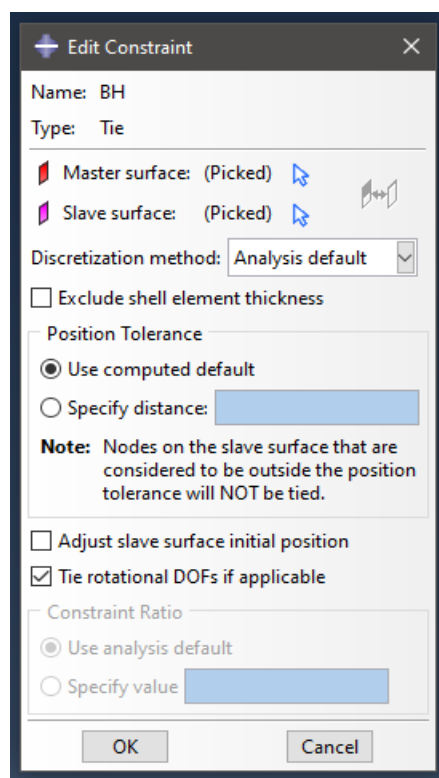 Edit Constraint
Name: BH
Type: Tie
Master surface: (Picked)
Slave surface: (Picked)
Discretization method: Analysis default
Exclude shell element thickness
Position Tolerance
Use computed default
Specify distance:
Note: Nodes on the slave surface that are
considered to be outside the position
tolerance will NOT be tied.
Adjust slave surface initial position
Tie rotational DOFs if applicable
Constraint Ratio
Use analysis default
Specify value
OK Cancel